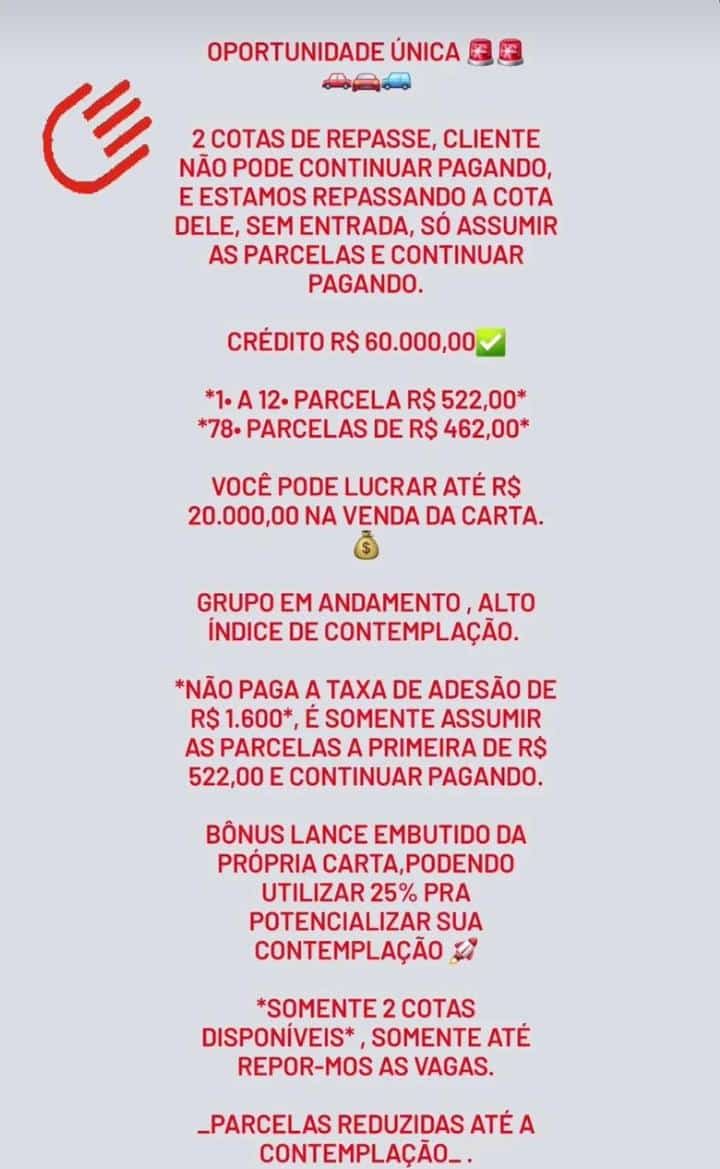 OPORTUNIDADE ÚNICA 🚨🚨
🚗🚘🚙
2 COTAS DE REPASSE, CLIENTE
NÃO PODE CONTINUAR PAGANDO,
E ESTAMOS REPASSANDO A COTA
DELE, SEM ENTRADA, SÓ ASSUMIR
AS PARCELAS E CONTINUAR
PAGANDO.
CRÉDITO R$ 60.000,00✅
*1• A 12• PARCELA R$ 522,00*
*78• PARCELAS DE R$ 462,00*
VOCÊ PODE LUCRAR ATÉ R$
20.000,00 NA VENDA DA CARTA.
💰
GRUPO EM ANDAMENTO , ALTO
ÍNDICE DE CONTEMPLAÇÃO.
*NÃO PAGA A TAXA DE ADESÃO DE
R$ 1.600*, É SOMENTE ASSUMIR
AS PARCELAS A PRIMEIRA DE R$
522,00 E CONTINUAR PAGANDO.
BÔNUS LANCE EMBUTIDO DA
PRÓPRIA CARTA,PODENDO
UTILIZAR 25% PRA
POTENCIALIZAR SUA
CONTEMPLAÇÃO 🚀
*SOMENTE 2 COTAS
DISPONÍVEIS* , SOMENTE ATÉ
REPOR-MOS AS VAGAS.
_PARCELAS REDUZIDAS ATÉ A
CONTEMPLAÇÃO_ .